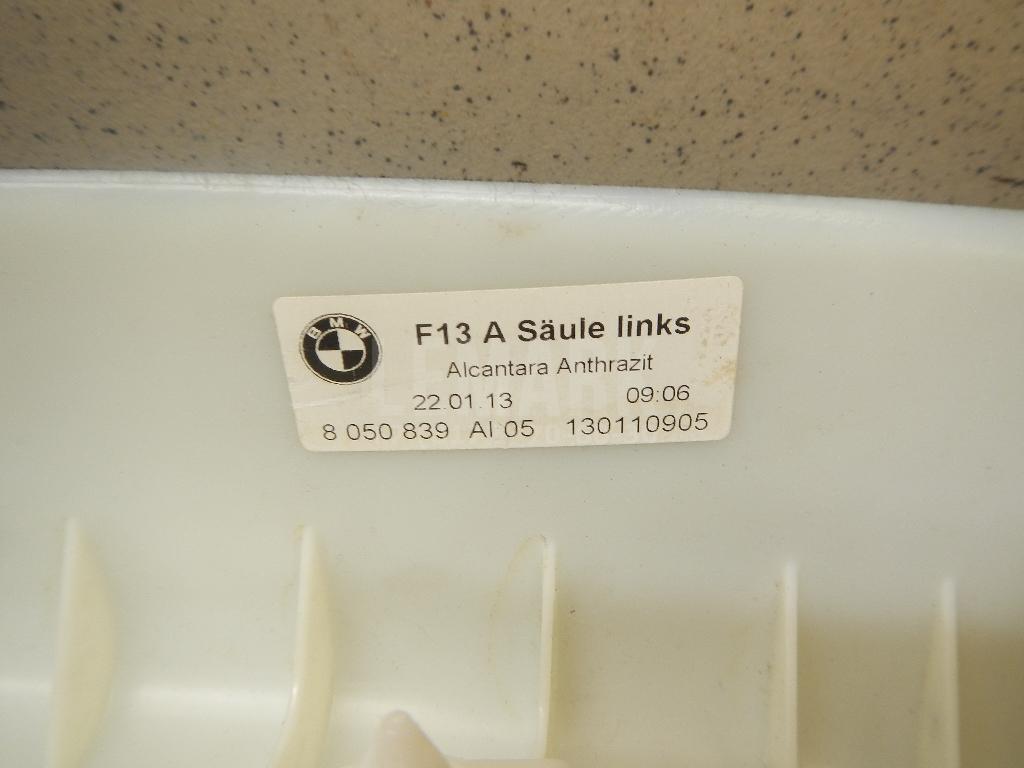 BMW
F13 A Säule links
Alcantara Anthrazit
22.01.13 09:06
8 050 839 AI 05 130110905